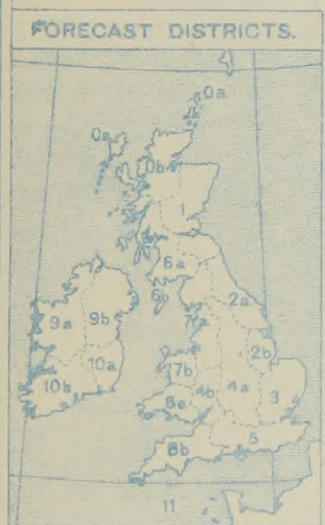 FORECAST DISTRICTS.
0a
0a
0b
1
6a
6b
2a
9a
9b
2b
10a
7b
10b
4b
4a
3
8a
5
8b
11